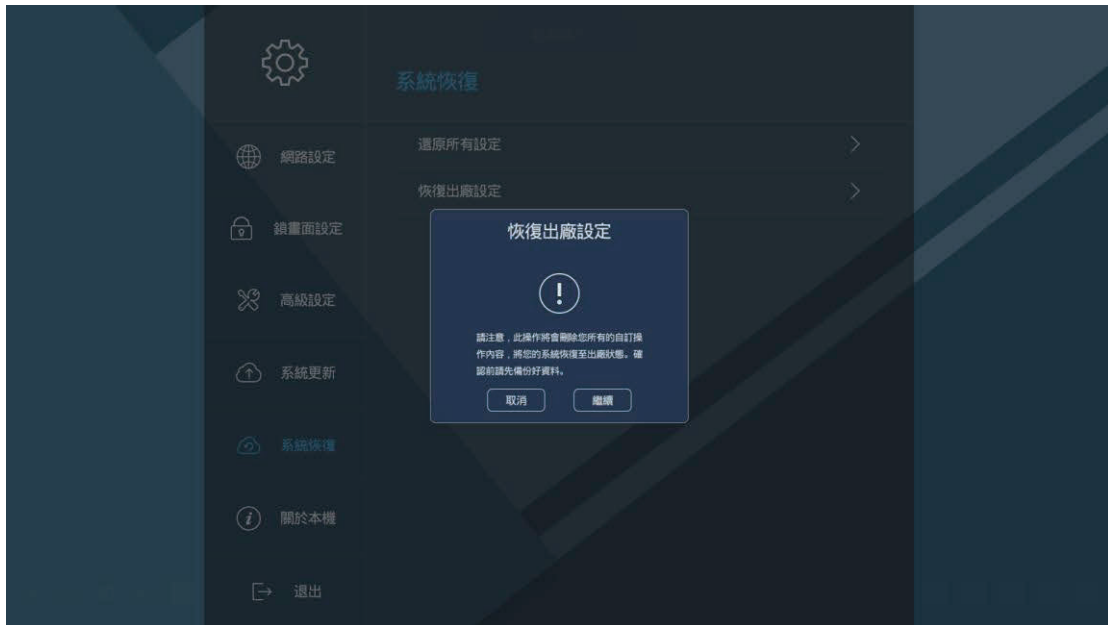 系統恢復
網路設定
鎖畫面設定
高級設定
系統更新
系統恢復
關於本機
退出
還原所有設定
恢復出廠設定
恢復出廠設定
請注意，此操作將會刪除您所有的自訂操
作內容，將您的系統恢復至出廠狀態。確
認前請先備份好資料。
取消
繼續